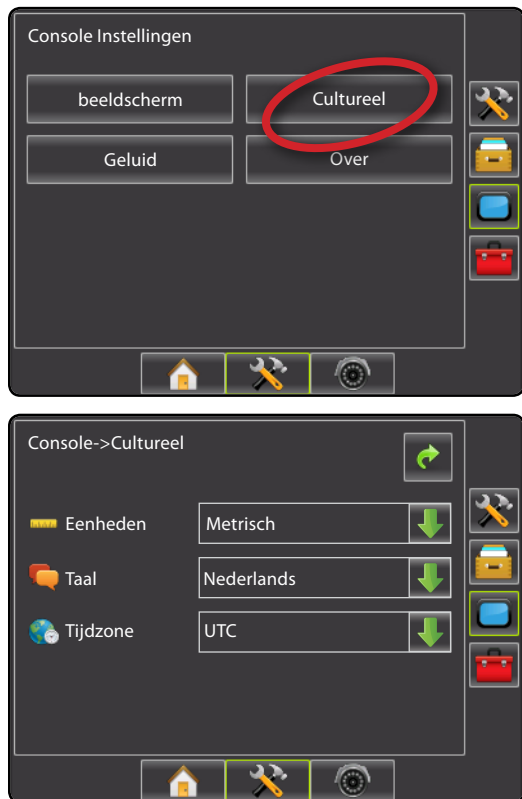 Console Instellingen
beeldscherm
Cultureel
Geluid
Over
Console->Cultureel
Eenheden
Metrisch
Taal
Nederlands
Tijdzone
UTC